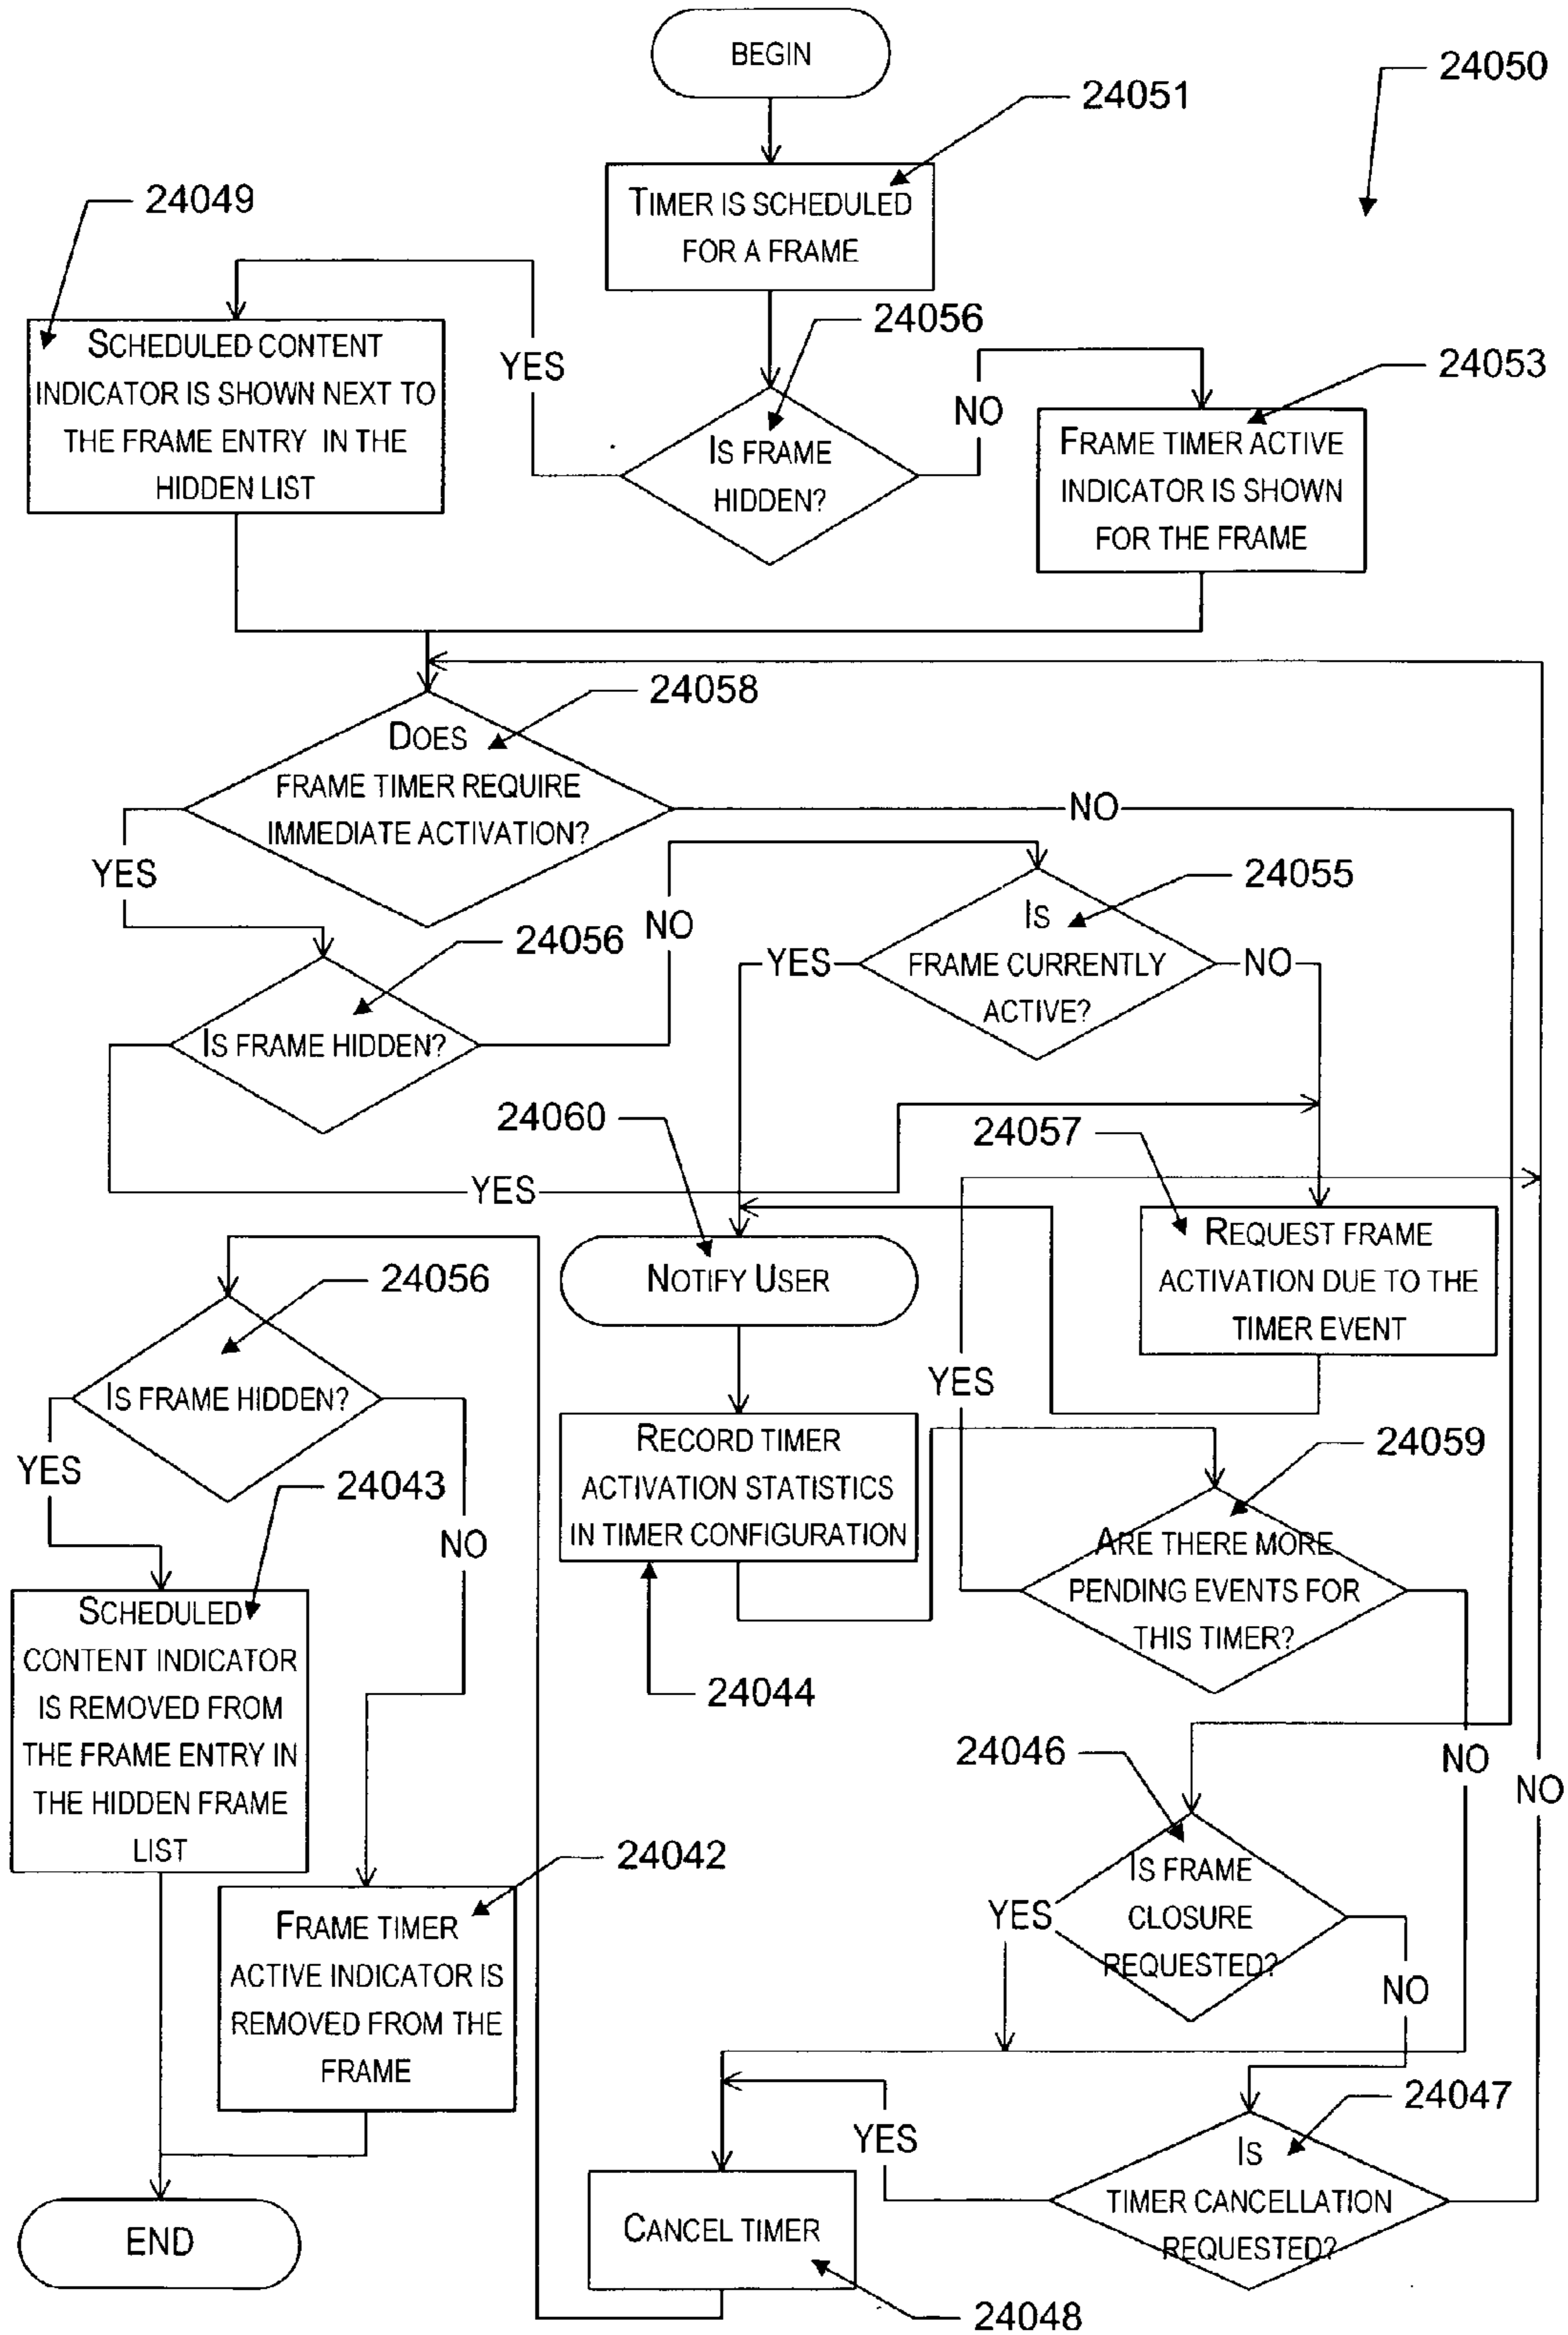 BEGIN
24050
24051
TIMER IS SCHEDULED
FOR A FRAME
24049
24056
SCHEDULED CONTENT
INDICATOR IS SHOWN NEXT TO
THE FRAME ENTRY IN THE
HIDDEN LIST
YES
IS FRAME
HIDDEN?
NO
24053
FRAME TIMER ACTIVE
INDICATOR IS SHOWN
FOR THE FRAME
24058
DOES
FRAME TIMER REQUIRE
IMMEDIATE ACTIVATION?
NO
YES
24055
IS
FRAME CURRENTLY
ACTIVE?
YES
NO
NO
24056
IS FRAME HIDDEN?
24060
24057
YES
REQUEST FRAME
ACTIVATION DUE TO THE
TIMER EVENT
NOTIFY USER
24056
IS FRAME HIDDEN?
YES
YES
RECORD TIMER
ACTIVATION STATISTICS
IN TIMER CONFIGURATION
24059
24043
NO
ARE THERE MORE
PENDING EVENTS FOR
THIS TIMER?
SCHEDULED
CONTENT INDICATOR
IS REMOVED FROM
THE FRAME ENTRY IN
THE HIDDEN FRAME
LIST
24044
24046
NO
NO
24042
IS FRAME
CLOSURE
REQUESTED?
YES
NO
FRAME TIMER
ACTIVE INDICATOR IS
REMOVED FROM THE
FRAME
24047
YES
IS
TIMER CANCELLATION
REQUESTED?
END
CANCEL TIMER
24048